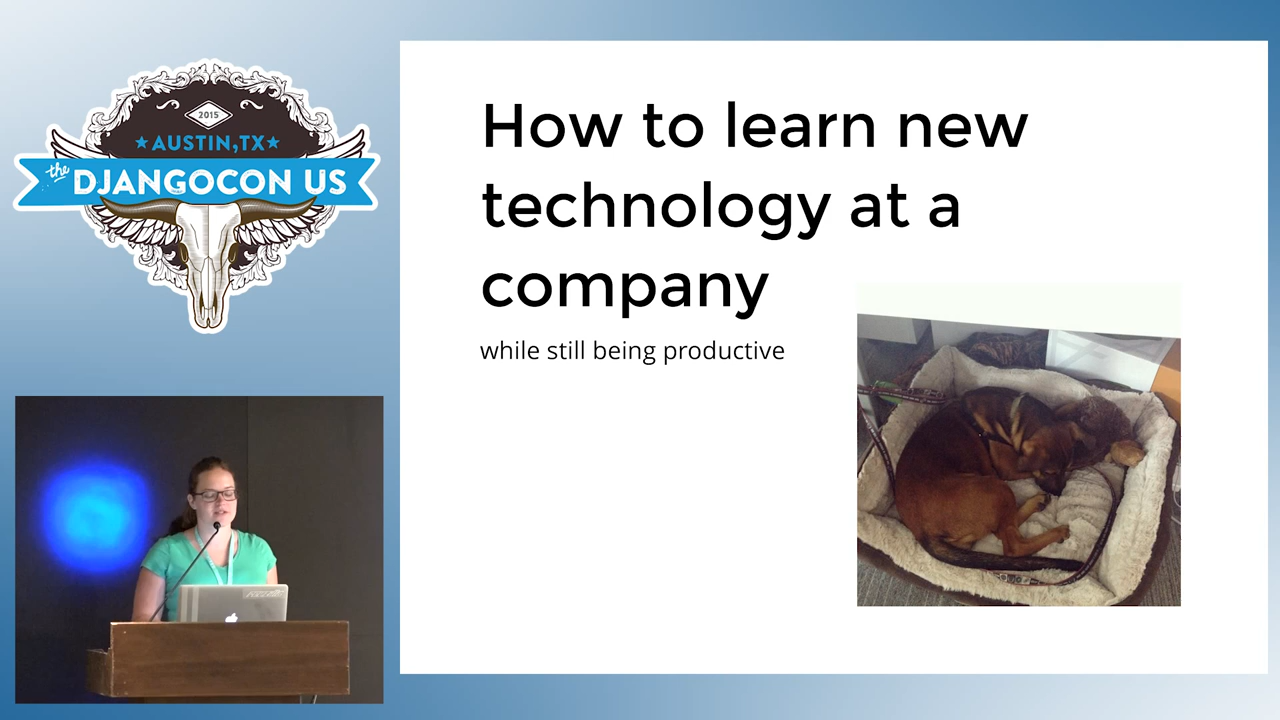 2015
AUSTIN, TX
the
DJANGOCON US
How to learn new
technology at a
company
while still being productive